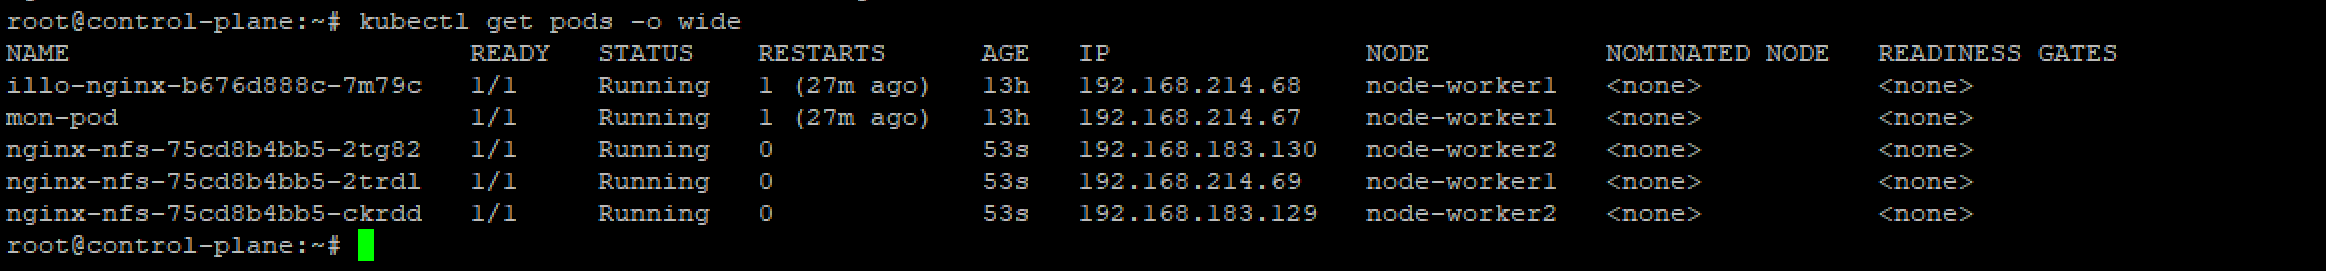 root@control-plane:~# kubectl get pods -o wide
NAME READY STATUS RESTARTS AGE IP NODE NOMINATED NODE READINESS GATES
illo-nginx-b676d888c-7m79c 1/1 Running 1 (27m ago) 13h 192.168.214.68 node-worker1 <none> <none>
mon-pod 1/1 Running 1 (27m ago) 13h 192.168.214.67 node-worker1 <none> <none>
nginx-nfs-75cd8b4bb5-2tg82 1/1 Running 0 53s 192.168.183.130 node-worker2 <none> <none>
nginx-nfs-75cd8b4bb5-2trdl 1/1 Running 0 53s 192.168.214.69 node-worker1 <none> <none>
nginx-nfs-75cd8b4bb5-ckrdd 1/1 Running 0 53s 192.168.183.129 node-worker2 <none> <none>
root@control-plane:~#